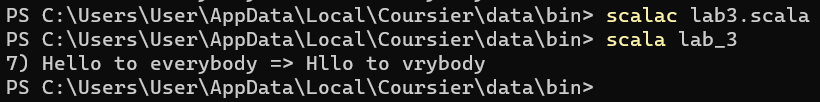 PS C:\Users\User\AppData\Local\Coursier\data\bin> scalac lab3.scala
PS C:\Users\User\AppData\Local\Coursier\data\bin> scala lab_3
7) Hello to everybody => Hllo to vrybody
PS C:\Users\User\AppData\Local\Coursier\data\bin>